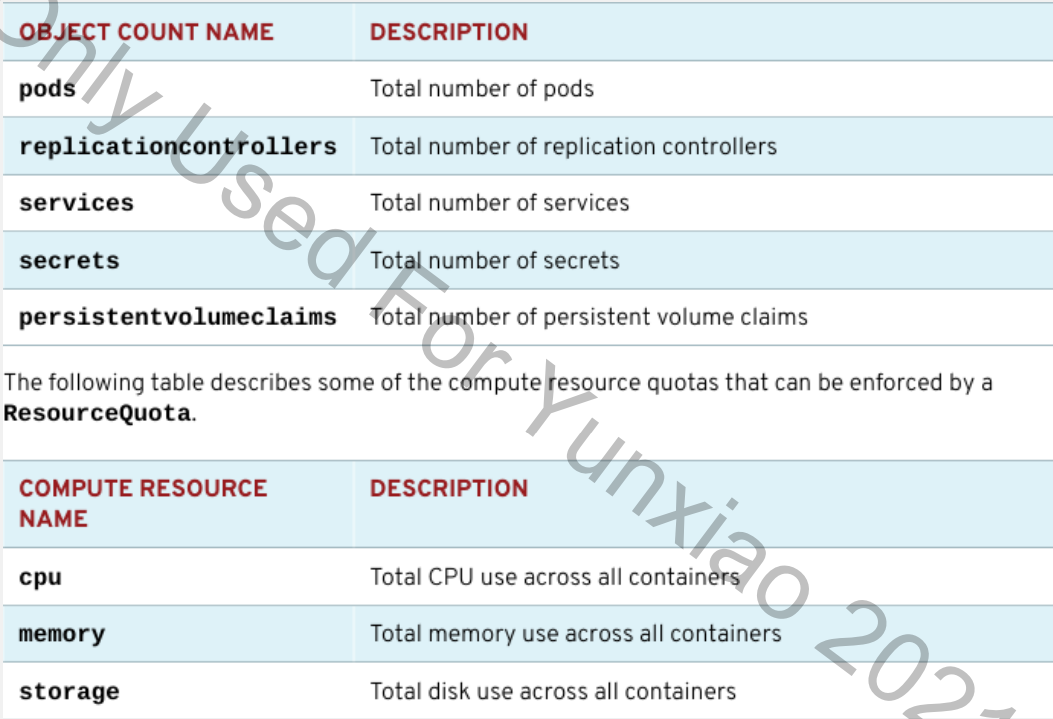 OBJECT COUNT NAME DESCRIPTION
pods Total number of pods
replicationcontrollers Total number of replication controllers
services Total number of services
secrets Total number of secrets
persistentvolumeclaims Total number of persistent volume claims
The following table describes some of the compute resource quotas that can be enforced by a
ResourceQuota.
COMPUTE RESOURCE DESCRIPTION
NAME
cpu Total CPU use across all containers
memory Total memory use across all containers
storage Total disk use across all containers
Only Used For Yunxiao 2021